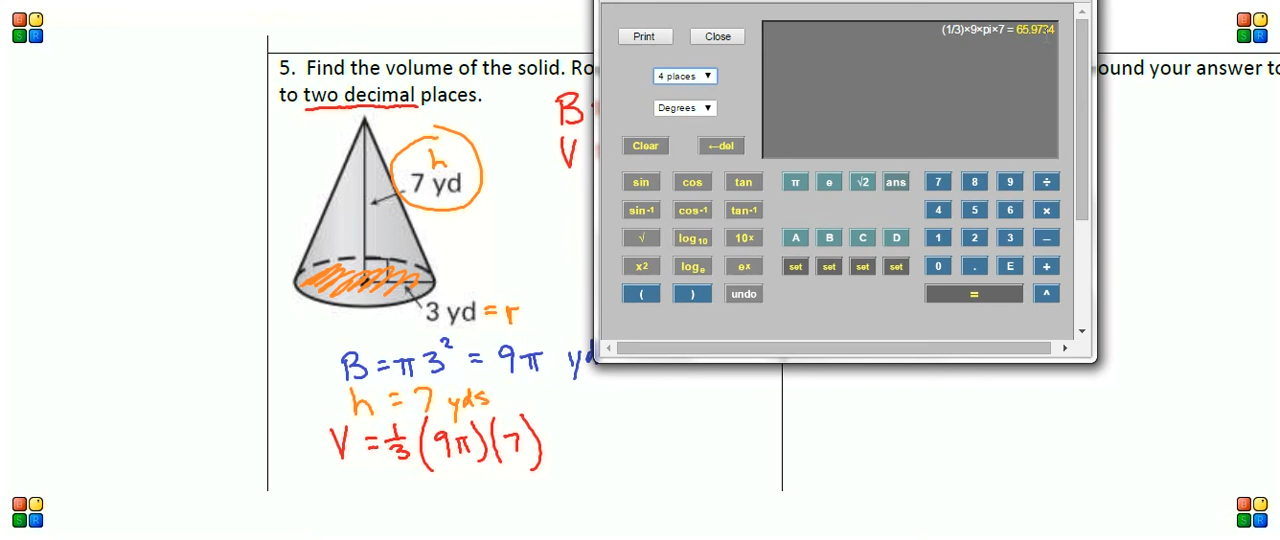 5. Find the volume of the solid. Ro
ound your answer to
to two decimal places.
B
V
h
7 yd
3 yd = r
B = π3² = 9π
h = 7 yds
V = 1/3 (9π)(7)
Print
Close
(1/3)×9×pi×7 = 65.9734
4 places ▼
Degrees ▼
Clear
←del
sin cos tan π e √2 ans 7 8 9 ÷
sin⁻¹ cos⁻¹ tan⁻¹ 4 5 6 ×
√ log₁₀ 10ˣ A B C D 1 2 3 −
x² logₑ eˣ set set set set 0 . E +
( ) undo = ^
B
S R
B
S R
B
S R
B
S R